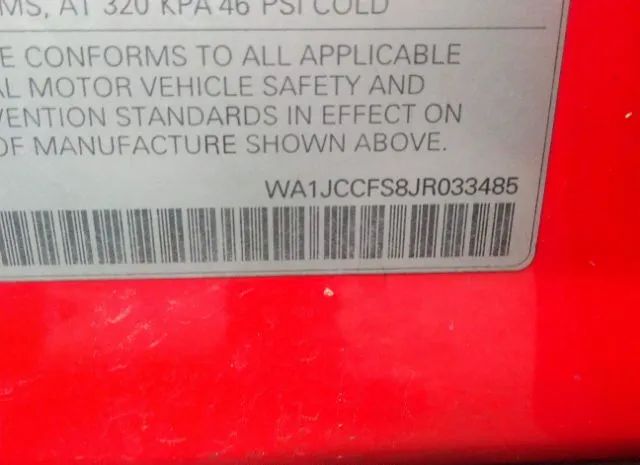 MS, AT 320 KPA 46 PSI COLD
E CONFORMS TO ALL APPLICABLE
AL MOTOR VEHICLE SAFETY AND
VENTION STANDARDS IN EFFECT ON
OF MANUFACTURE SHOWN ABOVE.
WA1JCCFS8JR033485